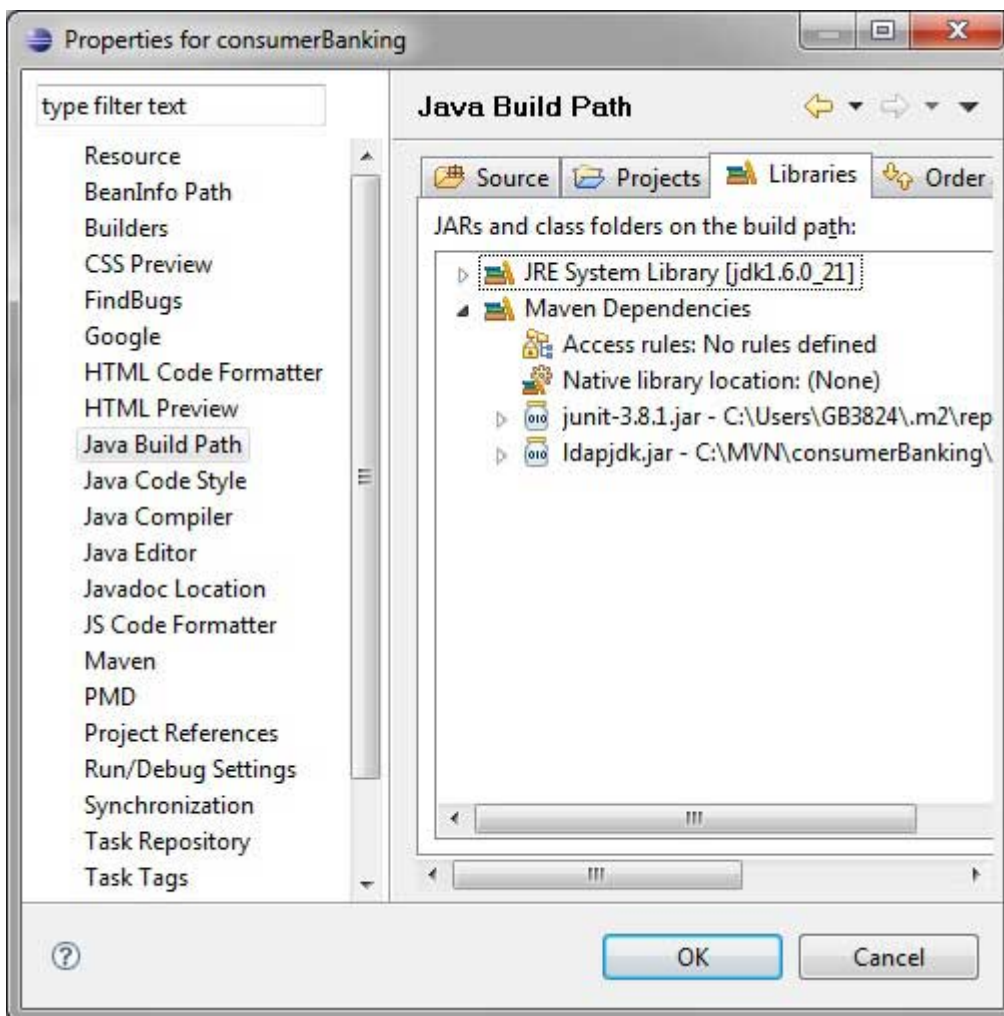 Properties for consumerBanking
type filter text
Resource
BeanInfo Path
Builders
CSS Preview
FindBugs
Google
HTML Code Formatter
HTML Preview
Java Build Path
Java Code Style
Java Compiler
Java Editor
Javadoc Location
JS Code Formatter
Maven
PMD
Project References
Run/Debug Settings
Synchronization
Task Repository
Task Tags
Java Build Path
Source Projects Libraries Order
JARs and class folders on the build path:
JRE System Library [jdk1.6.0_21]
Maven Dependencies
Access rules: No rules defined
Native library location: (None)
junit-3.8.1.jar - C:\Users\GB3824\.m2\rep
ldapjdk.jar - C:\MVN\consumerBanking\
OK Cancel